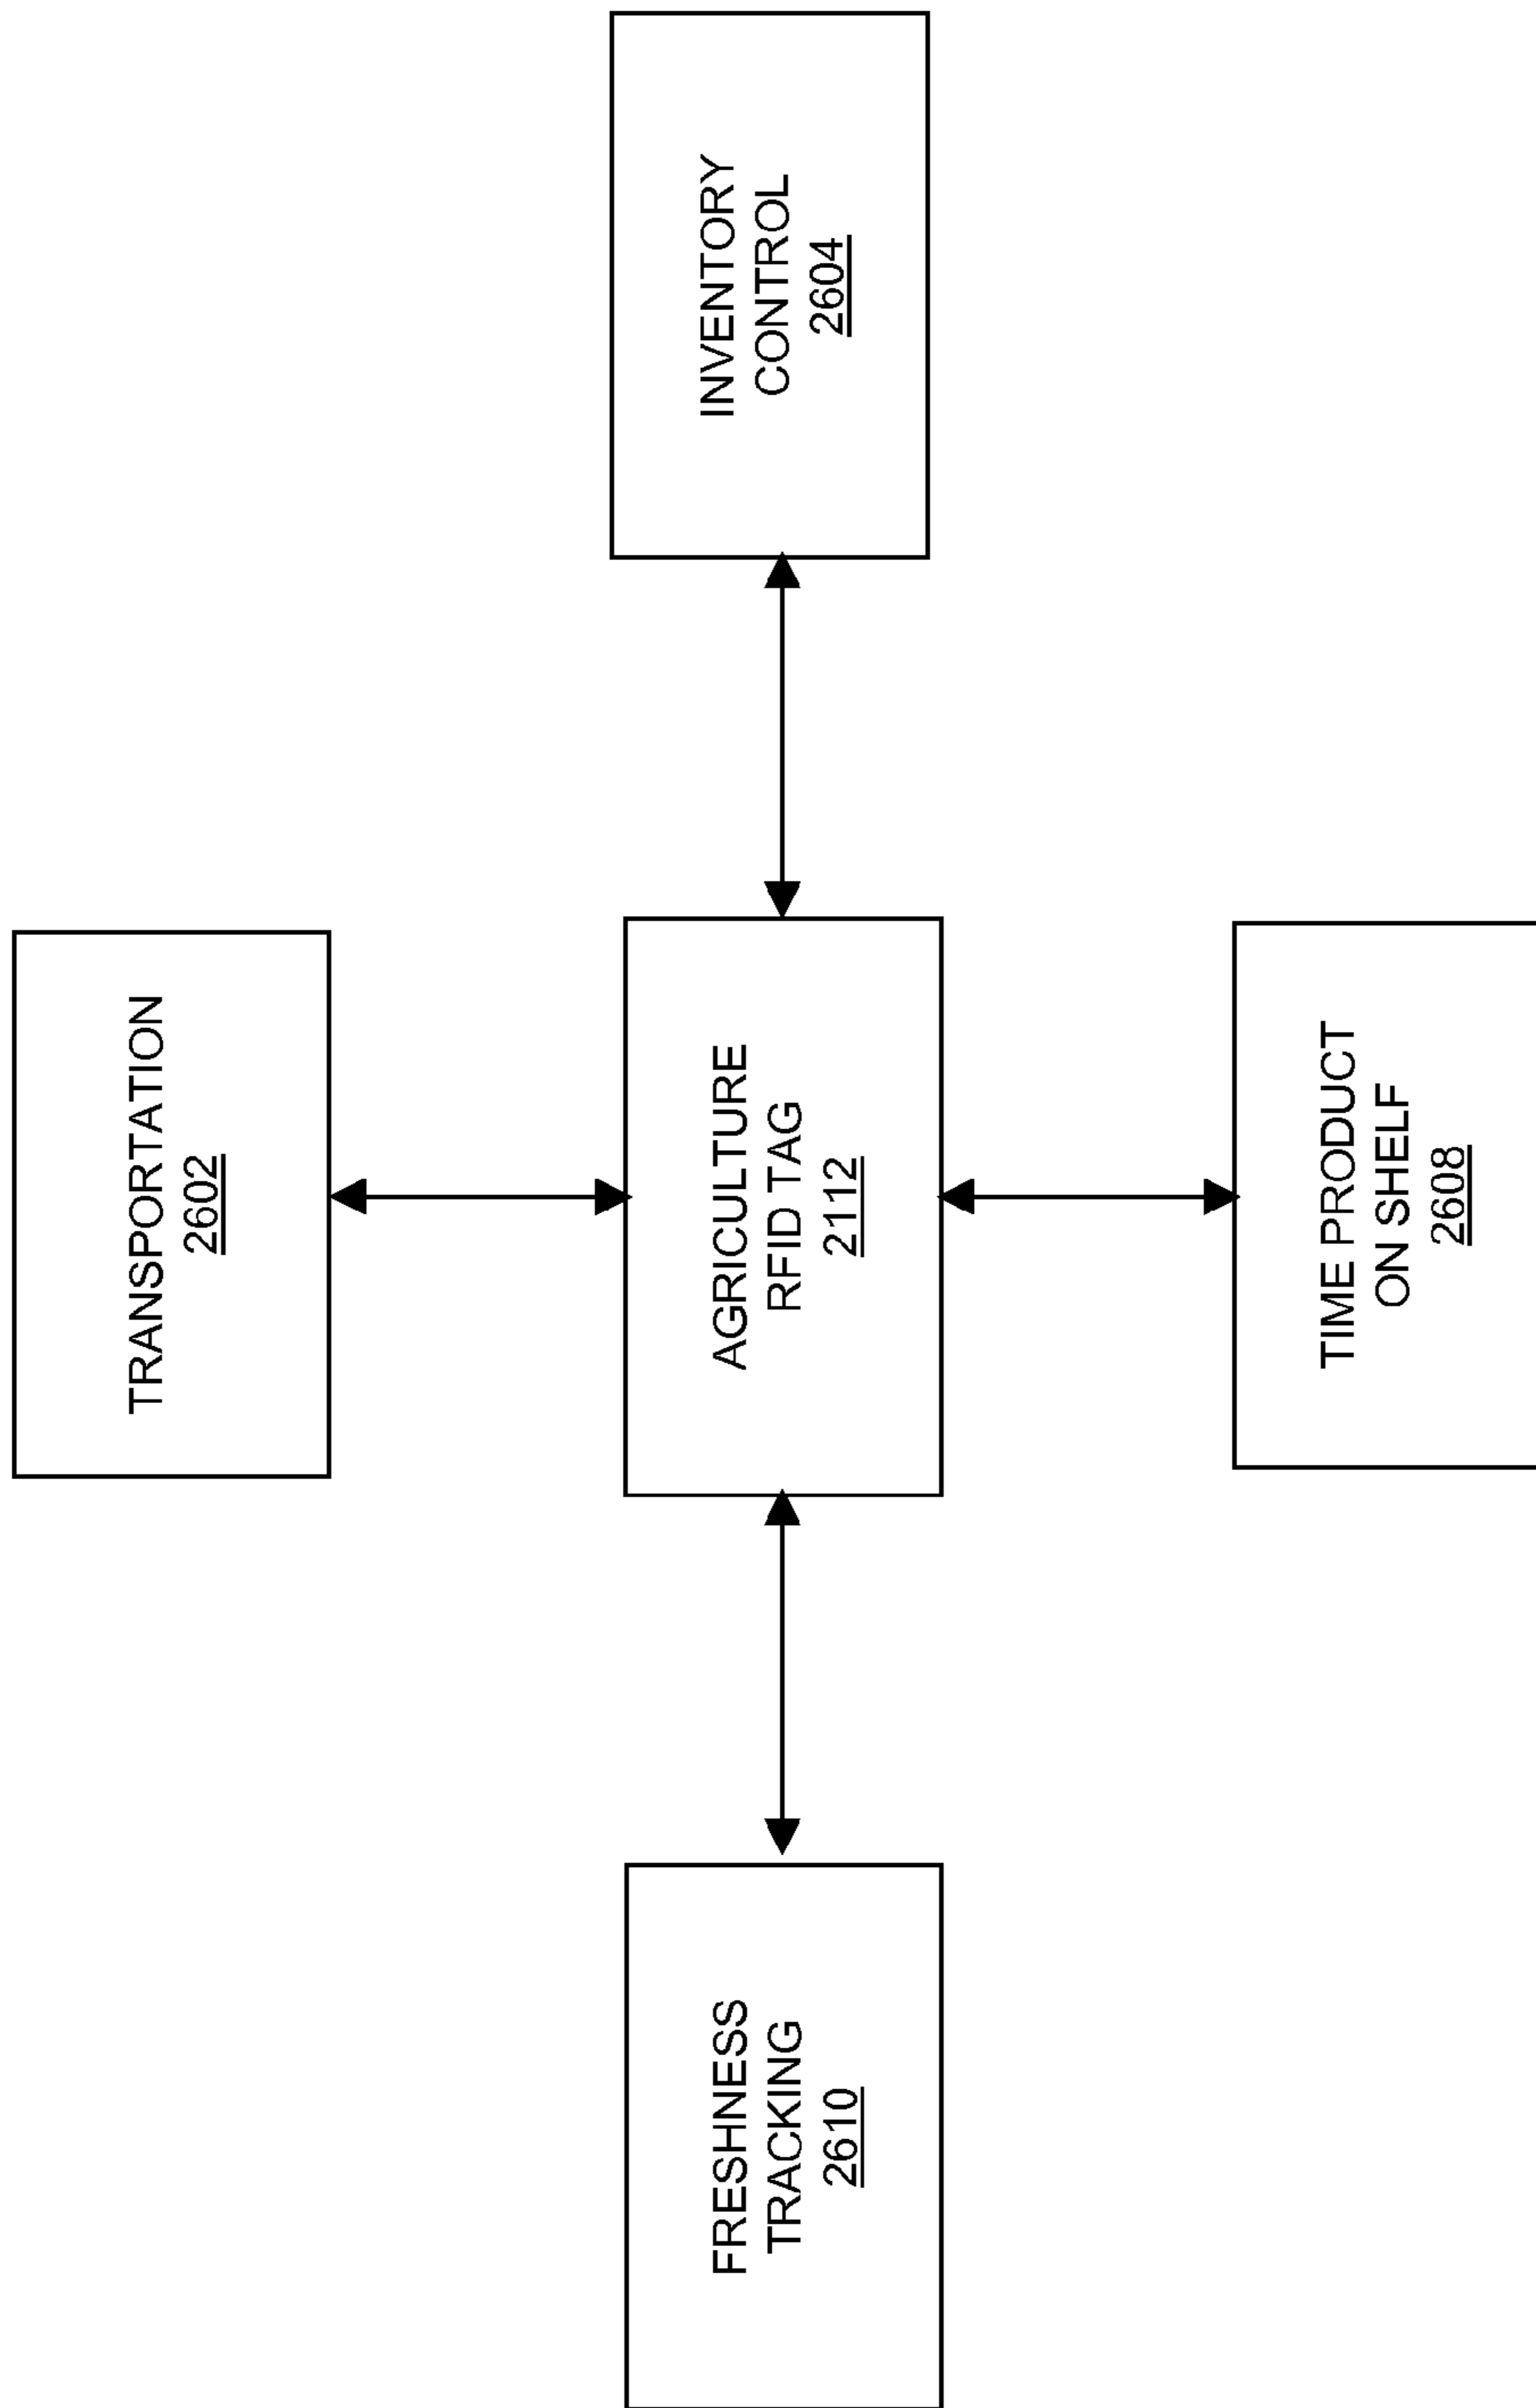 TRANSPORTATION
2602
FRESHNESS
TRACKING
2610
AGRICULTURE
RFID TAG
2112
INVENTORY
CONTROL
2604
TIME PRODUCT
ON SHELF
2608